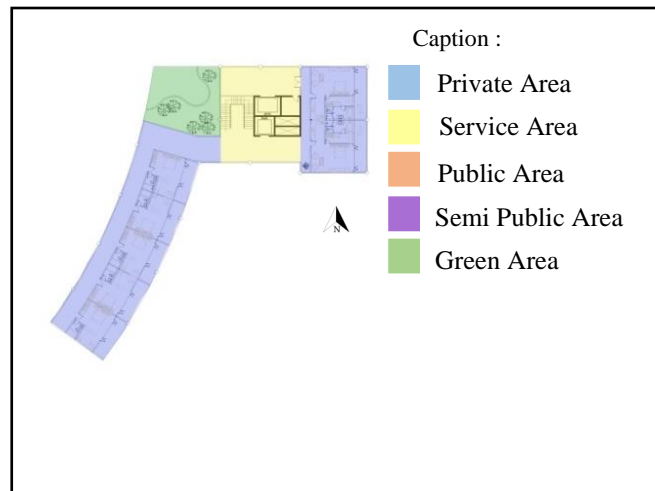 Caption :
Private Area
Service Area
Public Area
Semi Public Area
Green Area
N